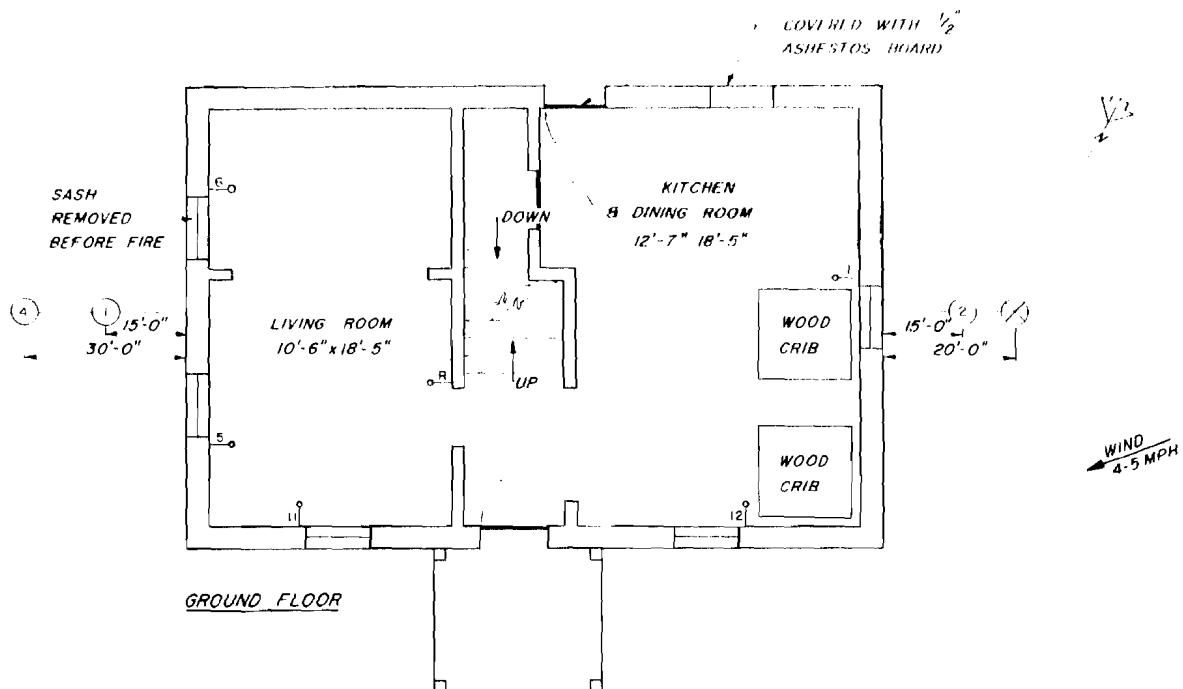 COVERED WITH 1/2"
ASBESTOS BOARD
SASH
REMOVED
BEFORE FIRE
6
DOWN
KITCHEN
& DINING ROOM
12'-7" 18'-5"
1
4
1
15'-0"
30'-0"
LIVING ROOM
10'-6" x 18'-5"
WOOD
CRIB
15'-0"
2
20'-0"
R
UP
5
WOOD
CRIB
WIND
4-5 MPH
11
12
GROUND FLOOR